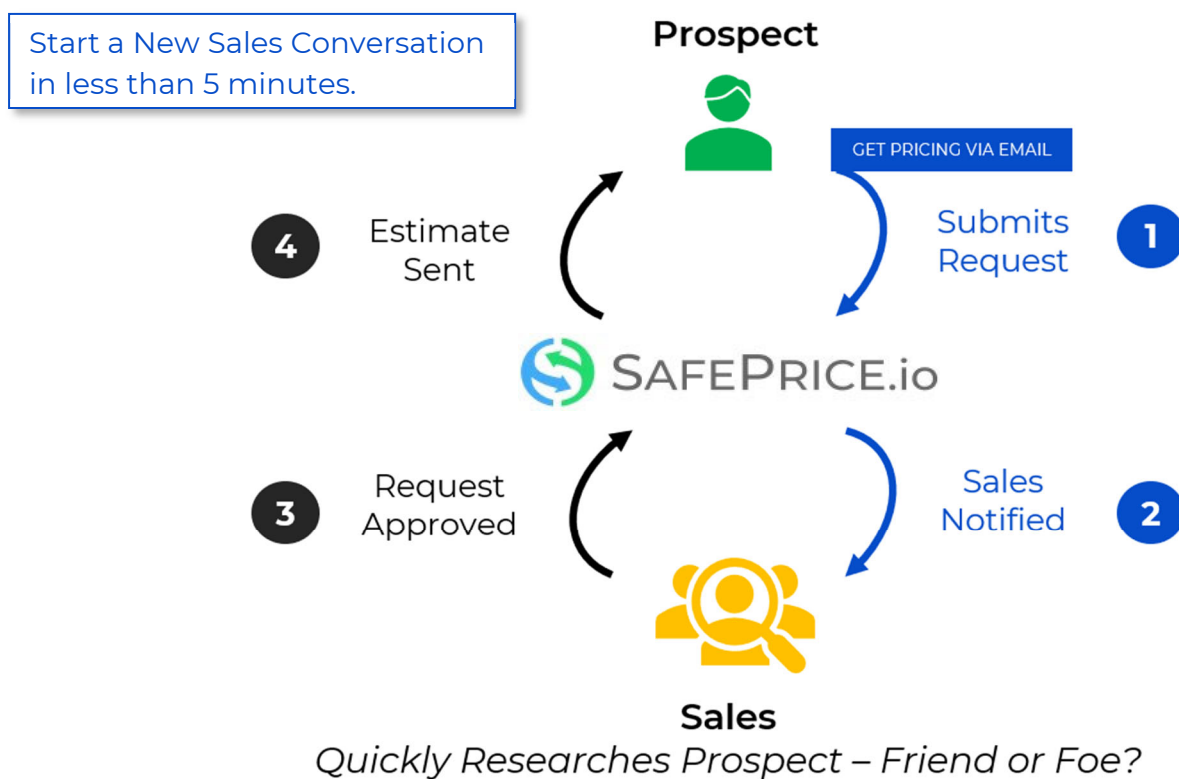 Start a New Sales Conversation
in less than 5 minutes.
Prospect
GET PRICING VIA EMAIL
4
Estimate
Sent
Submits
Request
1
SAFEPRICE.io
3
Request
Approved
Sales
Notified
2
Sales
Quickly Researches Prospect – Friend or Foe?